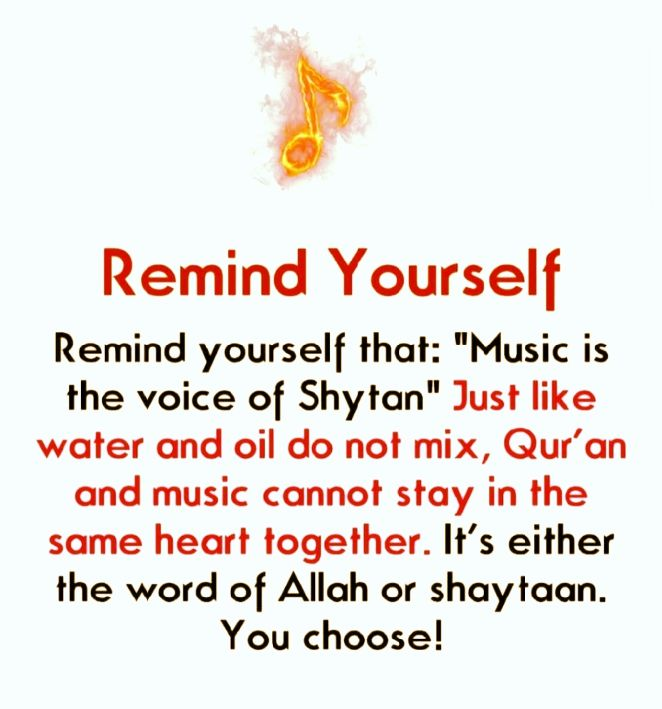 Remind Yourself
Remind yourself that: "Music is
the voice of Shytan" Just like
water and oil do not mix, Qur'an
and music cannot stay in the
same heart together. It's either
the word of Allah or shaytaan.
You choose!